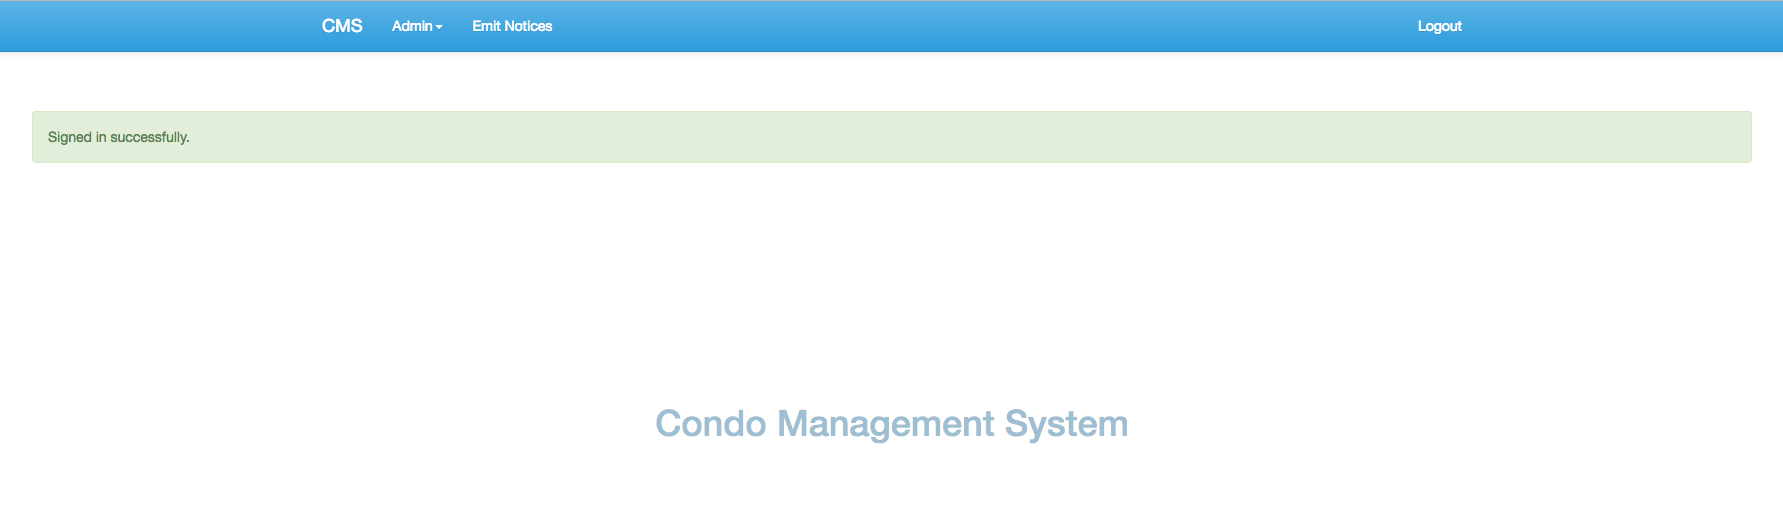 CMS Admin Emit Notices Logout
Signed in successfully.
Condo Management System